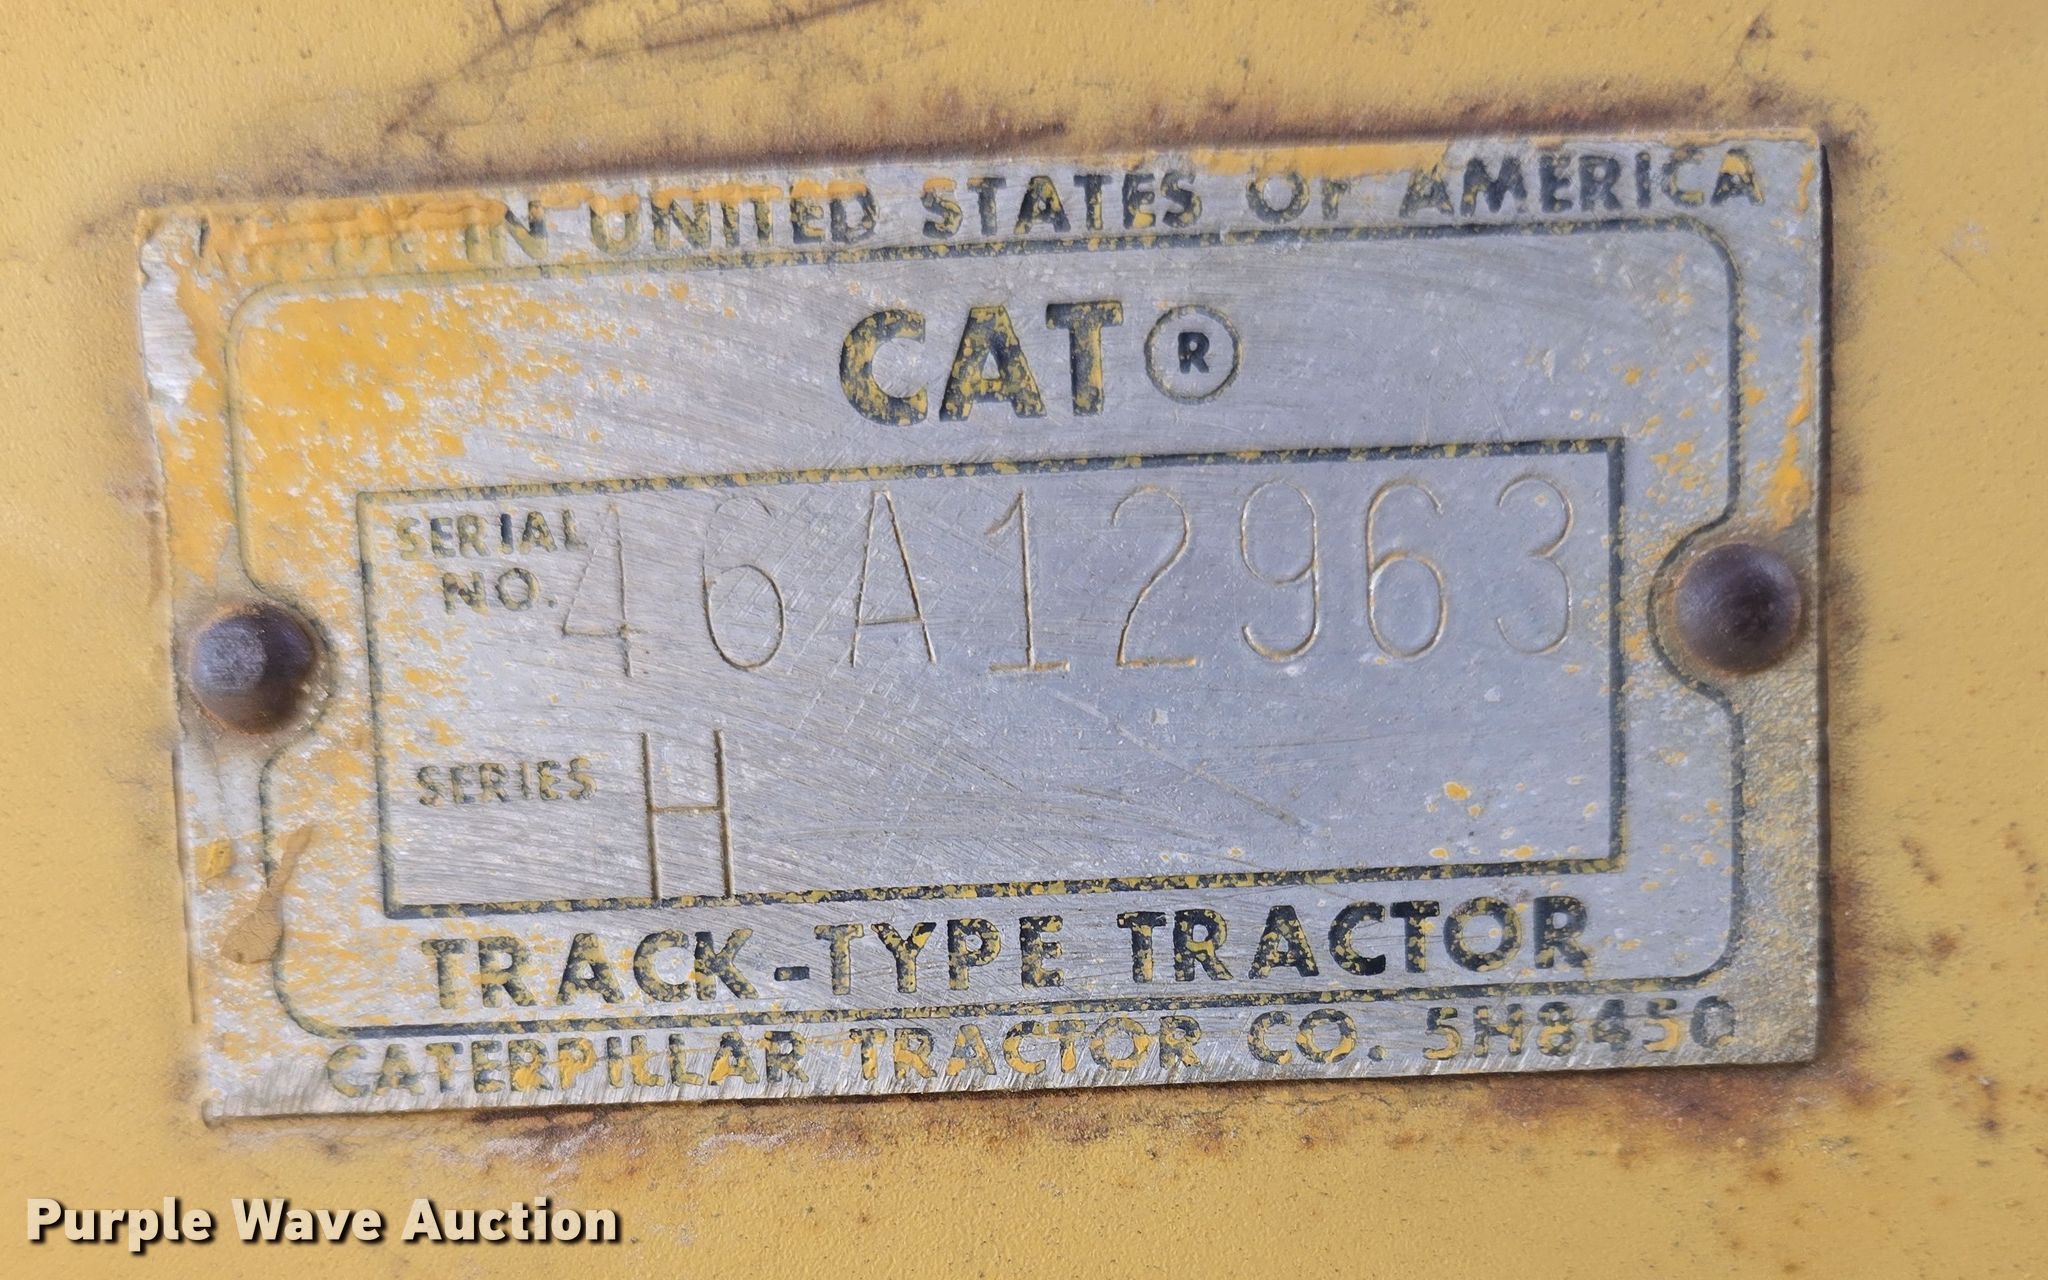 MADE IN UNITED STATES OF AMERICA
CAT®
SERIAL NO. 46A12963
SERIES H
TRACK-TYPE TRACTOR
CATERPILLAR TRACTOR CO. 5H8450
Purple Wave Auction